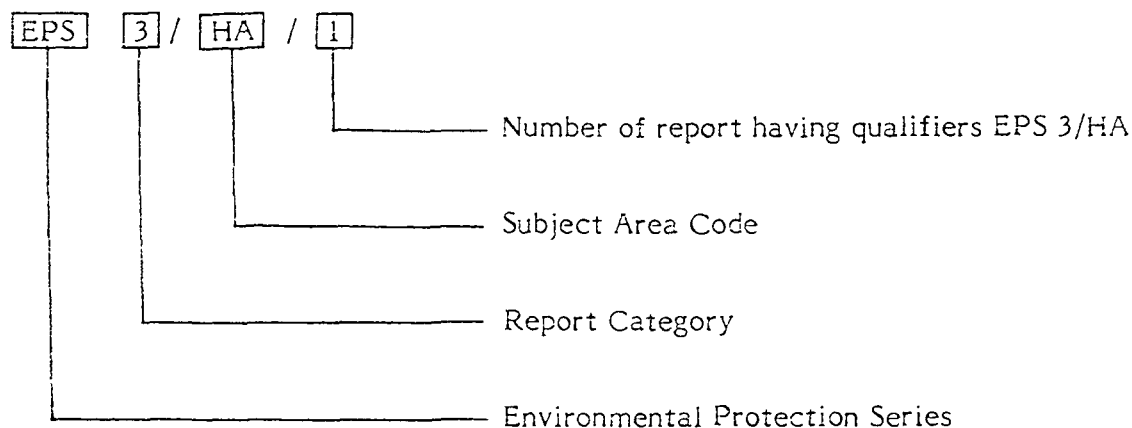 EPS 3 / HA / 1
Number of report having qualifiers EPS 3/HA
Subject Area Code
Report Category
Environmental Protection Series